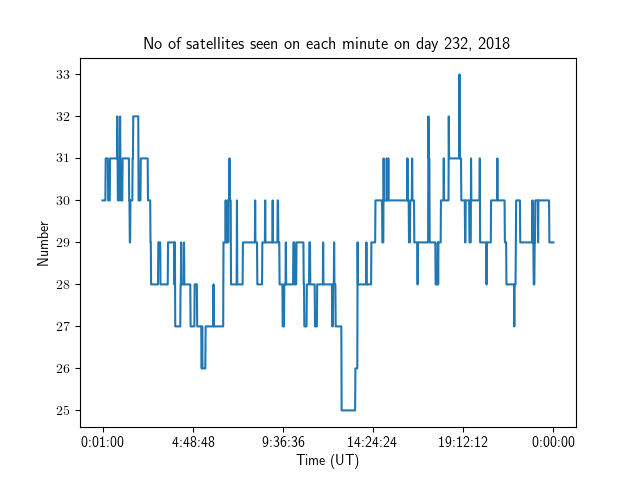 No of satellites seen on each minute on day 232, 2018
33
32
31
30
29
28
27
26
25
Number
0:01:00 4:48:48 9:36:36 14:24:24 19:12:12 0:00:00
Time (UT)